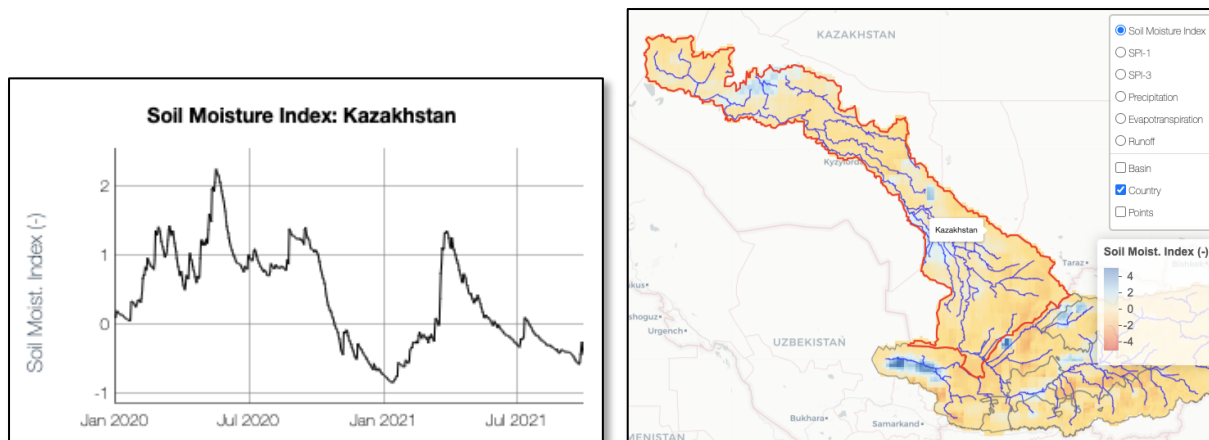 Soil Moisture Index: Kazakhstan
Soil Moist. Index (-)
2
1
0
-1
Jan 2020
Jul 2020
Jan 2021
Jul 2021
KAZAKHSTAN
Kazakhstan
Taraz
shoguz
Urgench
UZBEKISTAN
Bukhara
Samarkand
MENISTAN
Soil Moisture Index
SPI-1
SPI-3
Precipitation
Evapotranspiration
Runoff
Basin
Country
Points
Soil Moist. Index (-)
4
2
0
-2
-4